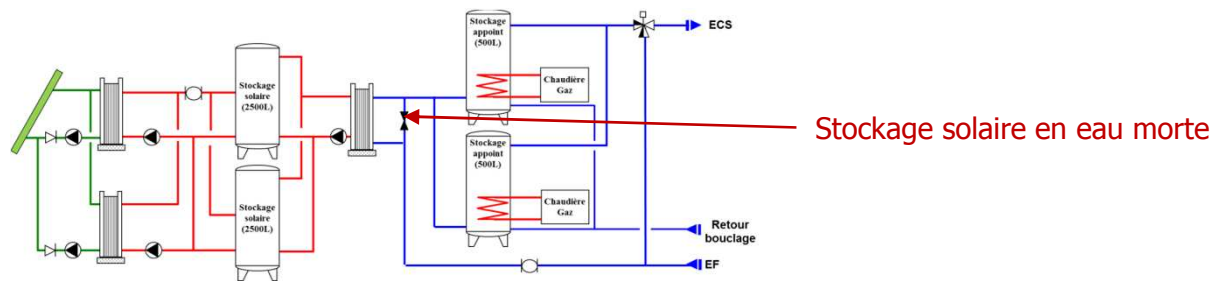 Stockage
appoint
(500L)
ECS
Chaudière
Gaz
Stockage
solaire
(2500L)
Stockage solaire en eau morte
Stockage
appoint
(500L)
Chaudière
Gaz
Stockage
solaire
(2500L)
Retour
bouclage
EF